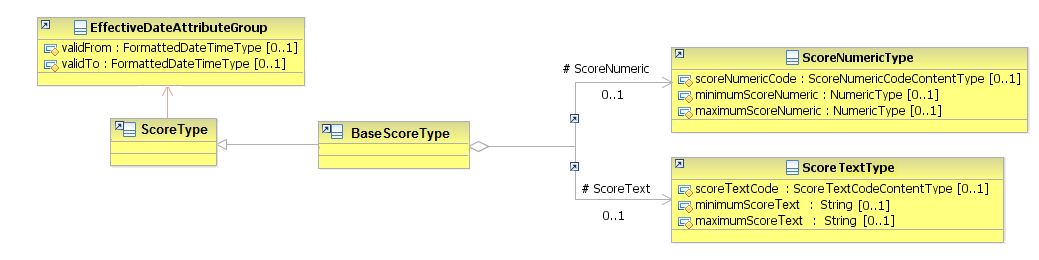 EffectiveDateAttributeGroup
validFrom : FormattedDateTimeType [0..1]
validTo : FormattedDateTimeType [0..1]
ScoreType
BaseScoreType
# ScoreNumeric
0..1
ScoreNumericType
scoreNumericCode : ScoreNumericCodeContentType [0..1]
minimumScoreNumeric : NumericType [0..1]
maximumScoreNumeric : NumericType [0..1]
# ScoreText
0..1
ScoreTextType
scoreTextCode : ScoreTextCodeContentType [0..1]
minimumScoreText : String [0..1]
maximumScoreText : String [0..1]